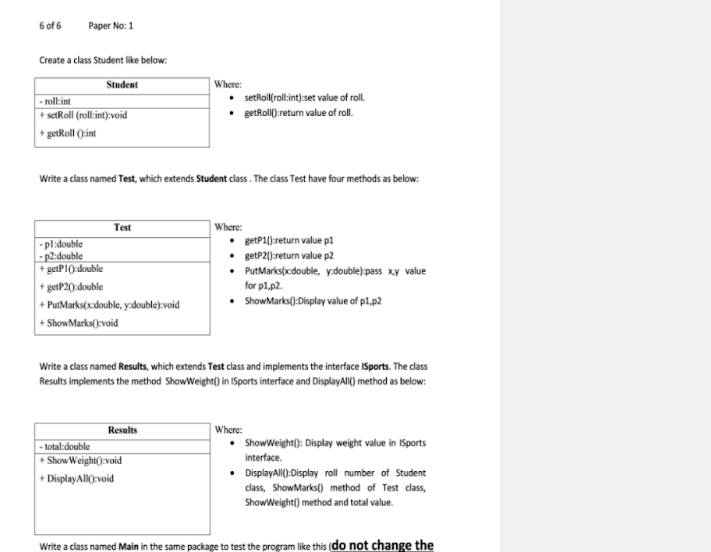 6 of 6 Paper No: 1
Create a class Student like below:
Student
- roll:int
+ setRoll (roll:int):void
+ getRoll ():int
Where:
• setRoll(roll:int):set value of roll.
• getRoll():return value of roll.
Write a class named Test, which extends Student class . The class Test have four methods as below:
Test
- p1:double
- p2:double
+ getP1():double
+ getP2():double
+ PutMarks(x:double, y:double):void
+ ShowMarks():void
Where:
• getP1():return value p1
• getP2():return value p2
• PutMarks(x:double, y:double):pass x,y value
for p1,p2.
• ShowMarks():Display value of p1,p2
Write a class named Results, which extends Test class and implements the interface ISports. The class
Results implements the method ShowWeight() in ISports interface and DisplayAll() method as below:
Results
- total:double
+ ShowWeight():void
+ DisplayAll():void
Where:
• ShowWeight(): Display weight value in ISports
interface.
• DisplayAll():Display roll number of Student
class, ShowMarks() method of Test class,
ShowWeight() method and total value.
Write a class named Main in the same package to test the program like this (do not change the